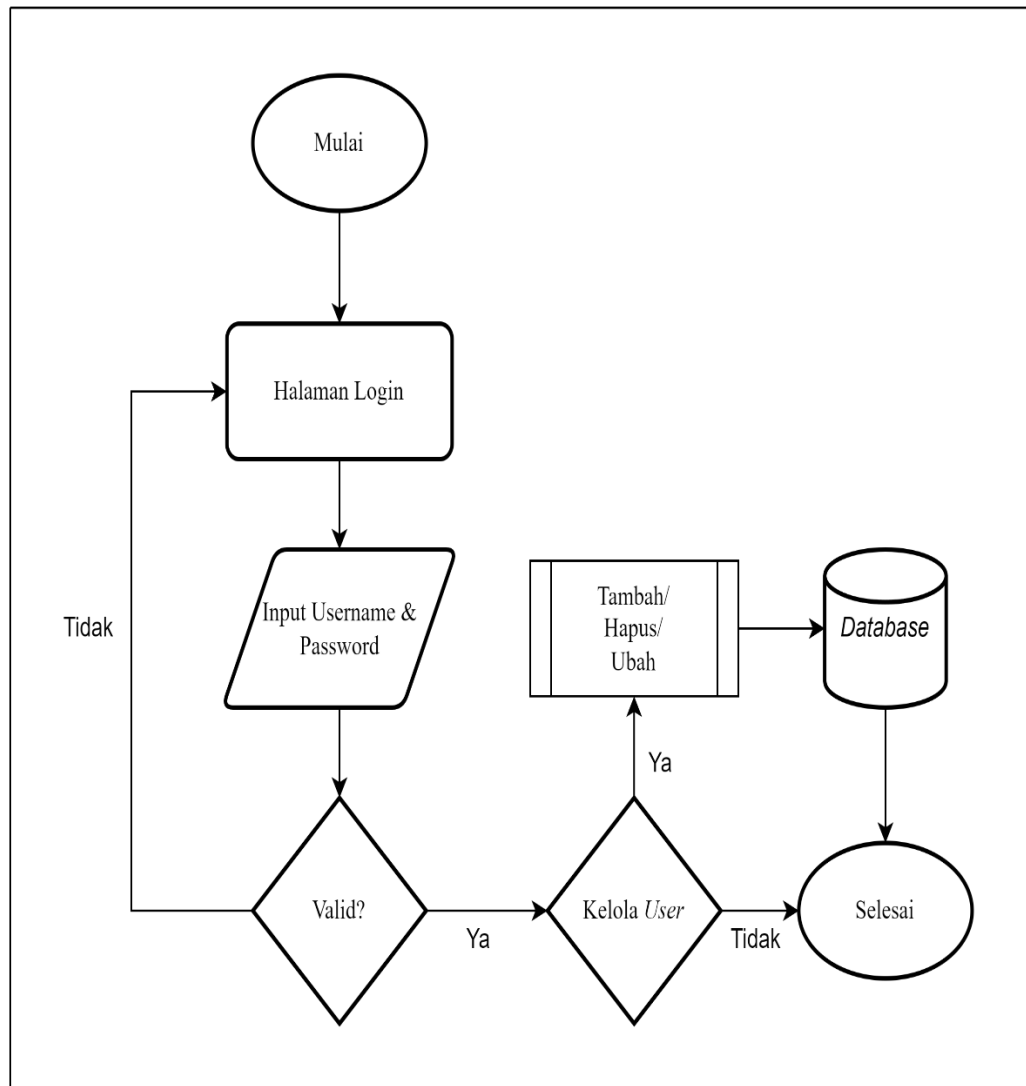 Mulai
Halaman Login
Input Username &
Password
Tidak
Valid?
Ya
Kelola User
Ya
Tambah/
Hapus/
Ubah
Database
Tidak
Selesai